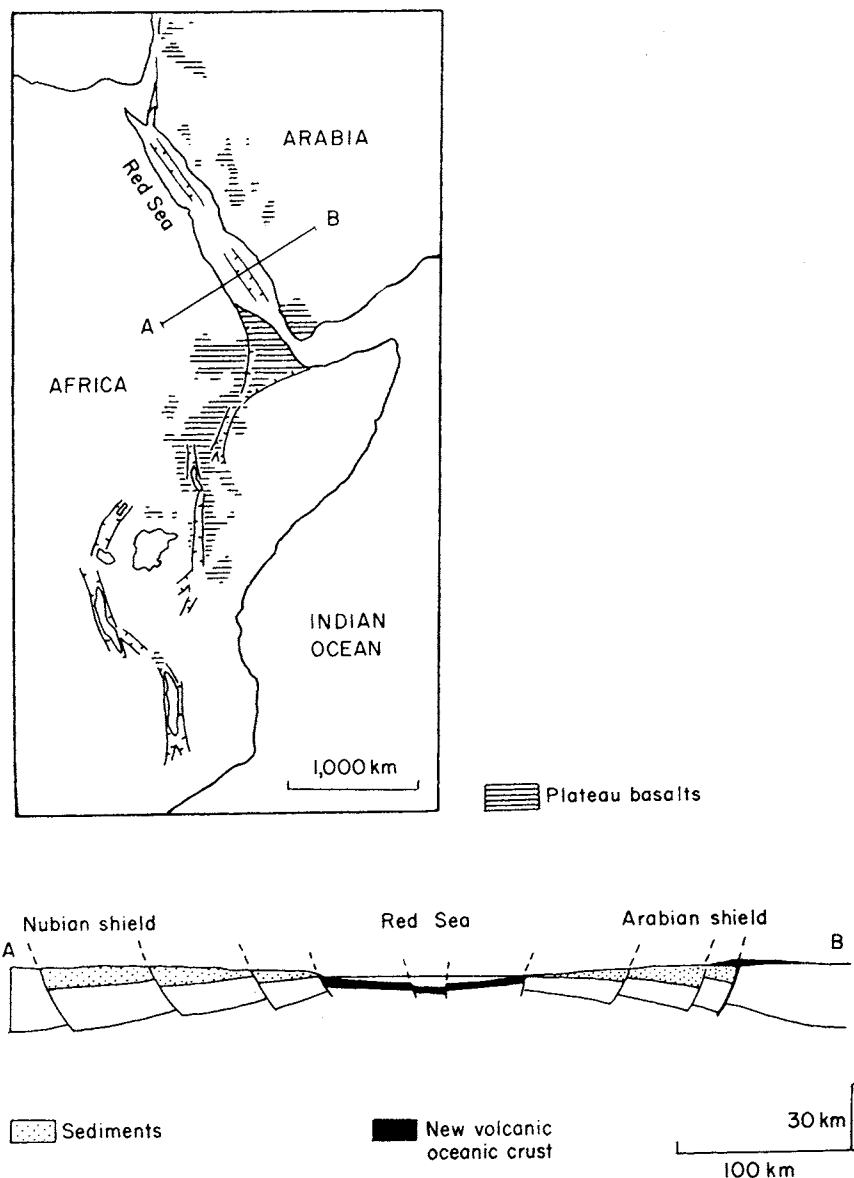 ARABIA
Red Sea
B
A
AFRICA
INDIAN
OCEAN
1,000 km
Plateau basalts
Nubian shield
Red Sea
Arabian shield
A
B
Sediments
New volcanic
oceanic crust
30 km
100 km